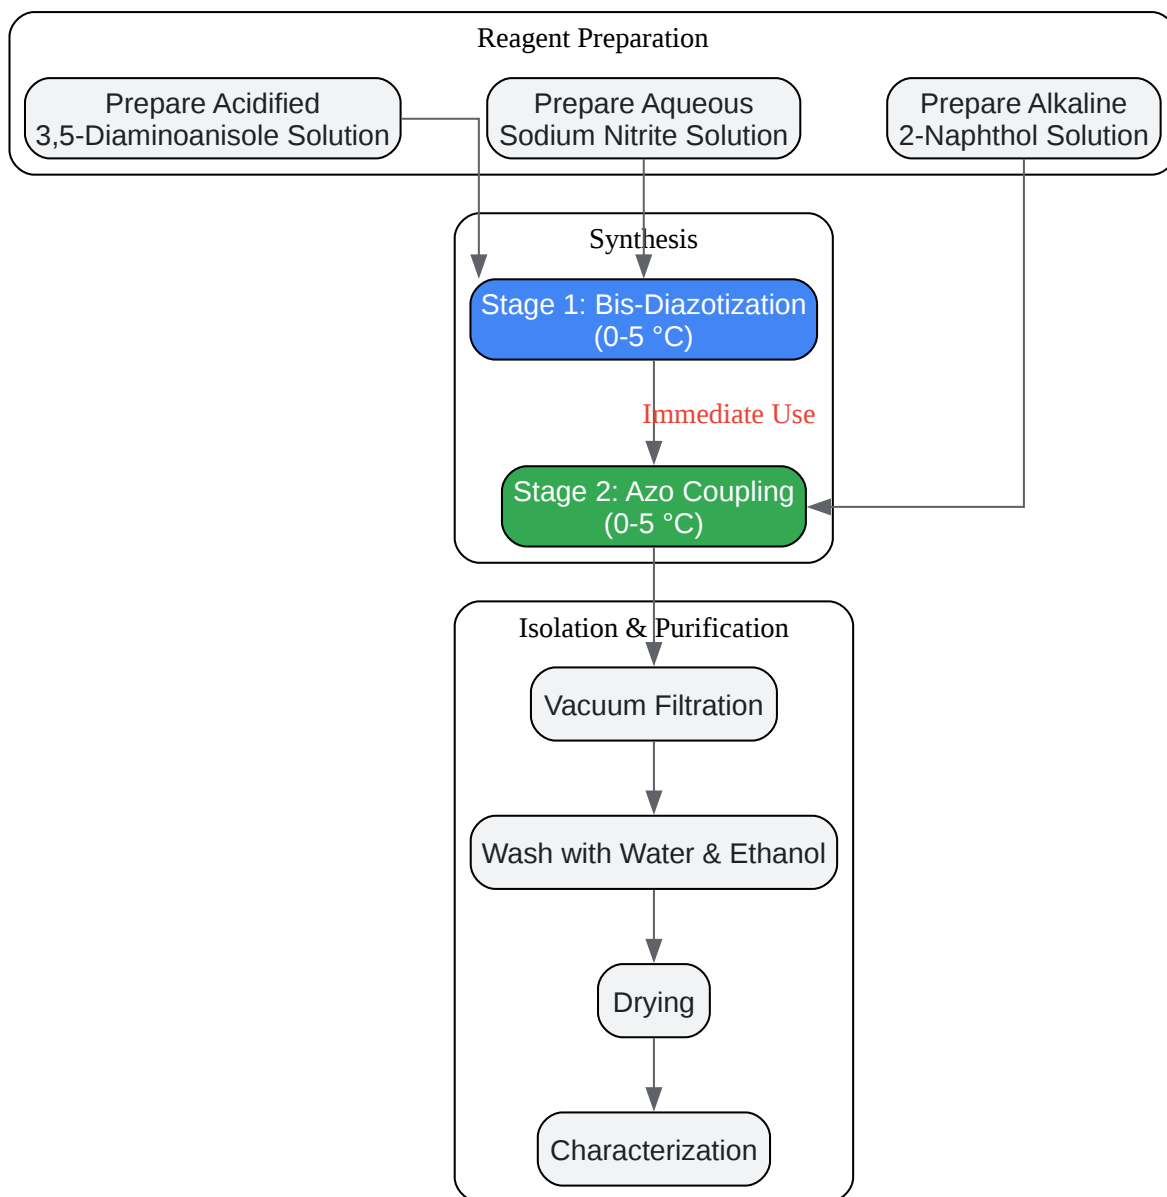 Reagent Preparation
Prepare Acidified
3,5-Diaminoanisole Solution
Prepare Aqueous
Sodium Nitrite Solution
Prepare Alkaline
2-Naphthol Solution
Synthesis
Stage 1: Bis-Diazotization
(0-5 °C)
Immediate Use
Stage 2: Azo Coupling
(0-5 °C)
Isolation & Purification
Vacuum Filtration
Wash with Water & Ethanol
Drying
Characterization